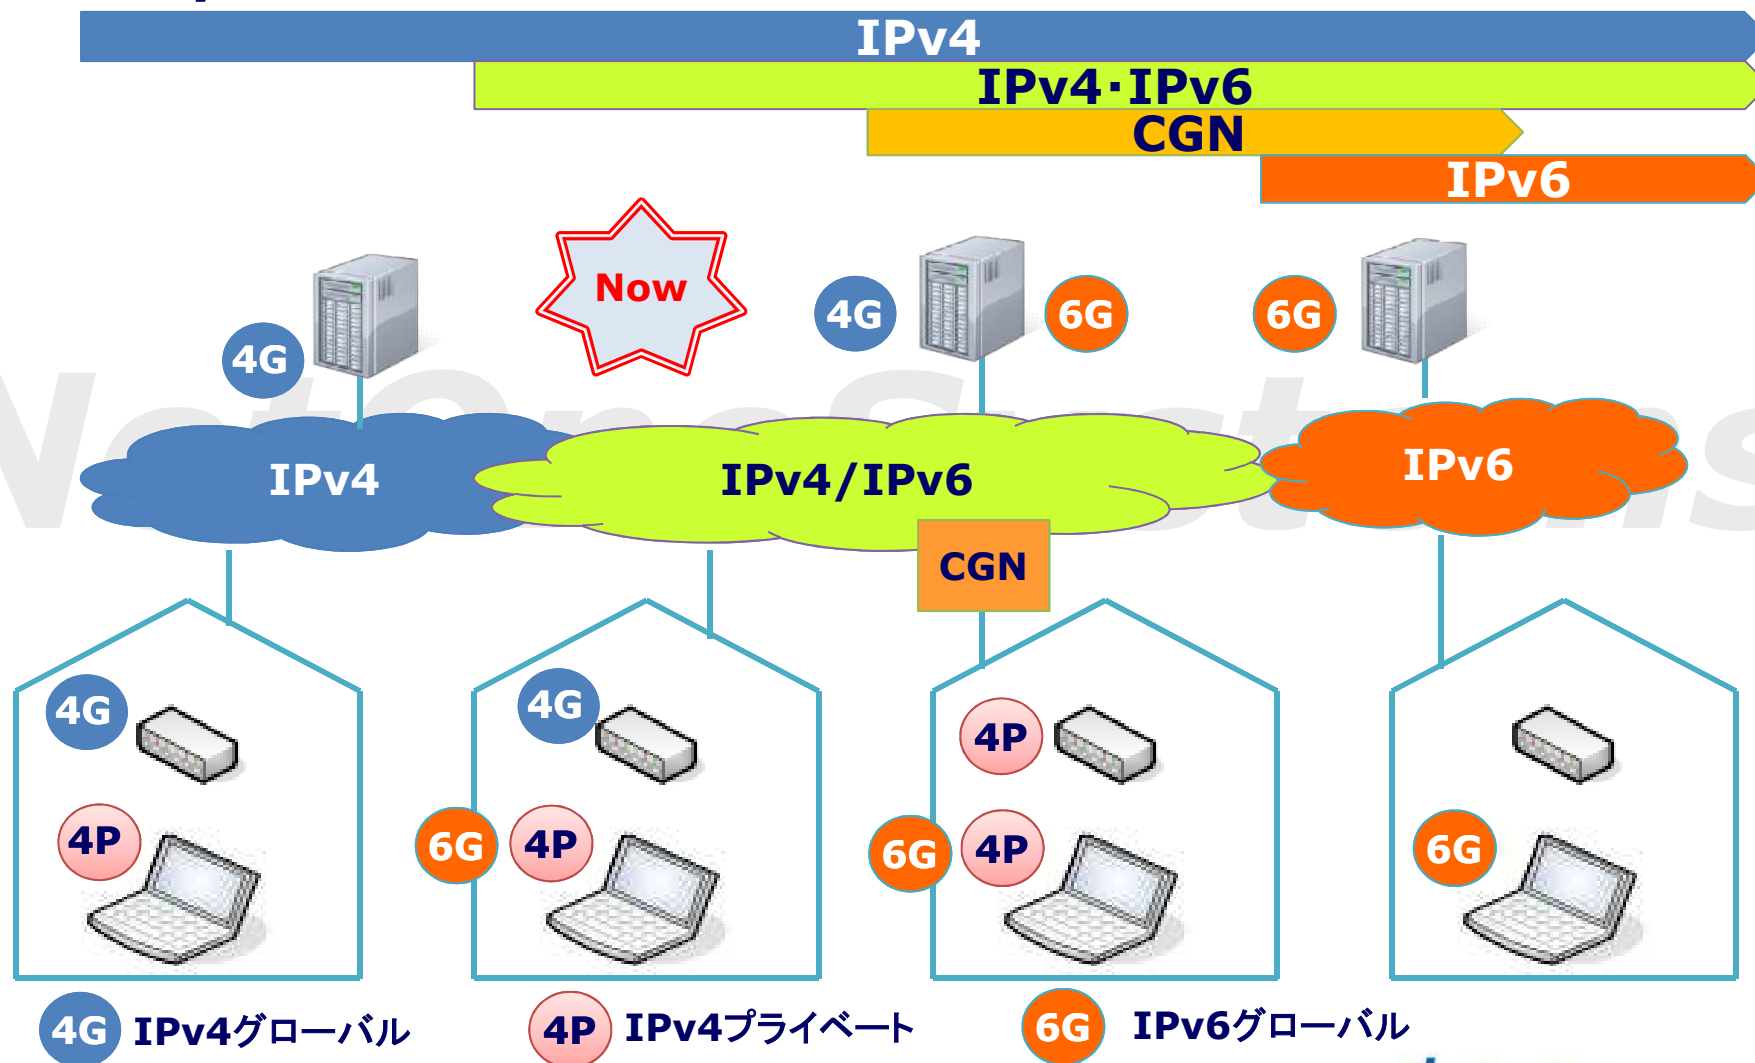 IPv4
IPv4・IPv6
CGN
IPv6
Now
4G
4G
6G
6G
IPv4
IPv4/IPv6
IPv6
CGN
4G
4G
4P
4P
6G
4P
6G
4P
6G
4G IPv4グローバル
4P IPv4プライベート
6G IPv6グローバル
NetOneSystems